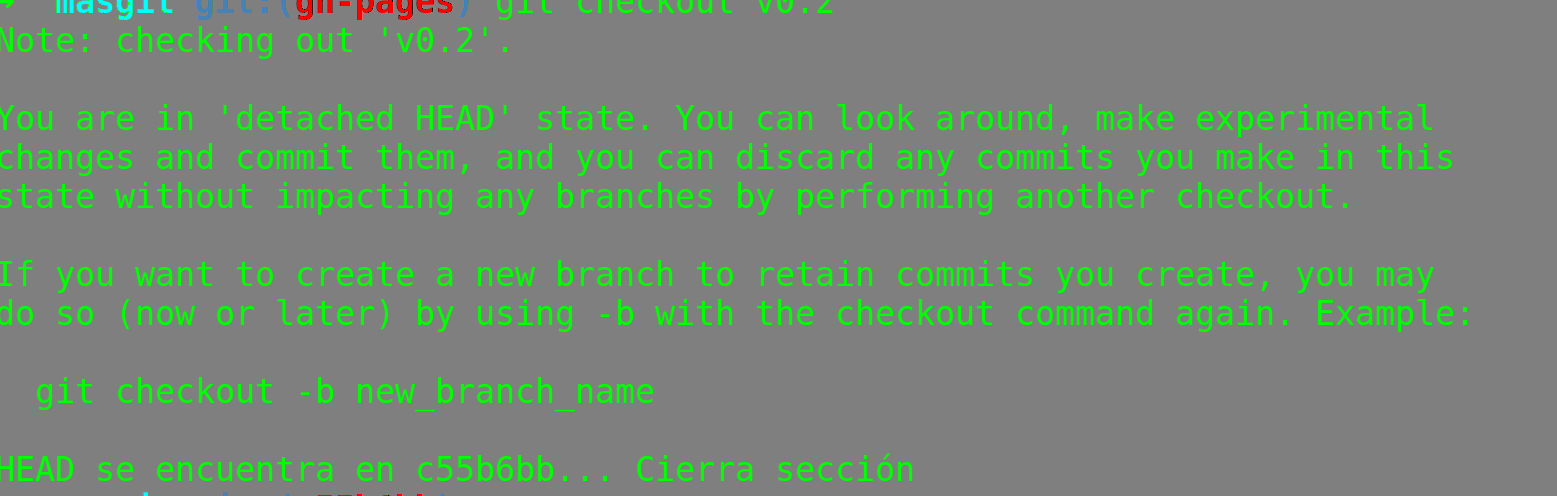 ➜ masgit git:(gh-pages) git checkout v0.2
Note: checking out 'v0.2'.
You are in 'detached HEAD' state. You can look around, make experimental
changes and commit them, and you can discard any commits you make in this
state without impacting any branches by performing another checkout.
If you want to create a new branch to retain commits you create, you may
do so (now or later) by using -b with the checkout command again. Example:
git checkout -b new_branch_name
HEAD se encuentra en c55b6bb... Cierra sección